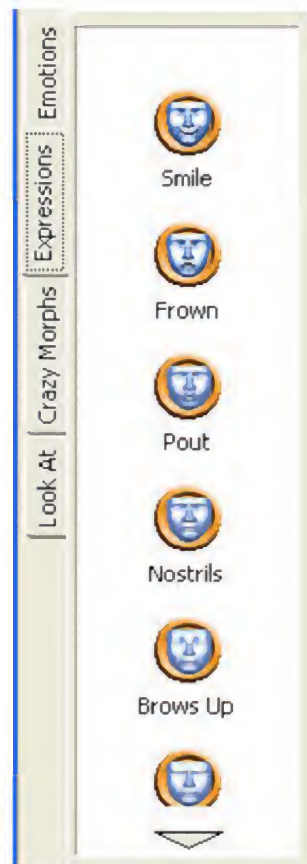 Emotions
Expressions
Crazy Morphs
Look At
Smile
Frown
Pout
Nostrils
Brows Up